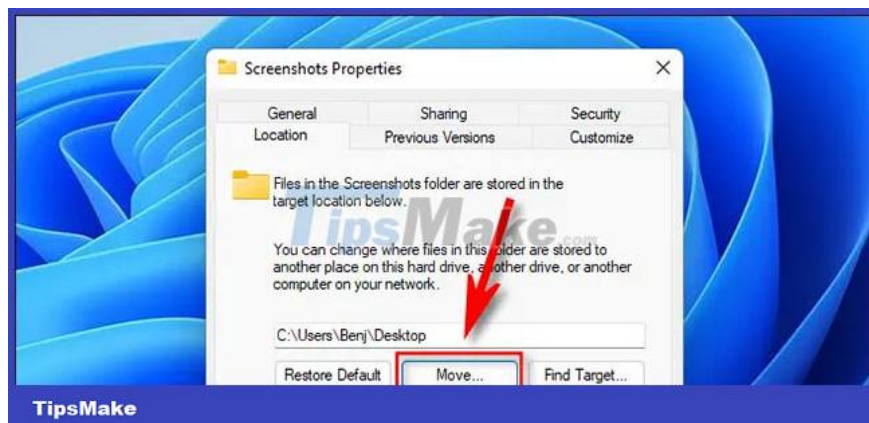 Screenshots Properties
General Sharing Security
Location Previous Versions Customize
Files in the Screenshots folder are stored in the
target location below.
TipsMake.com
You can change where files in this folder are stored to
another place on this hard drive, another drive, or another
computer on your network.
C:\Users\Benj\Desktop
Restore Default Move... Find Target...
TipsMake